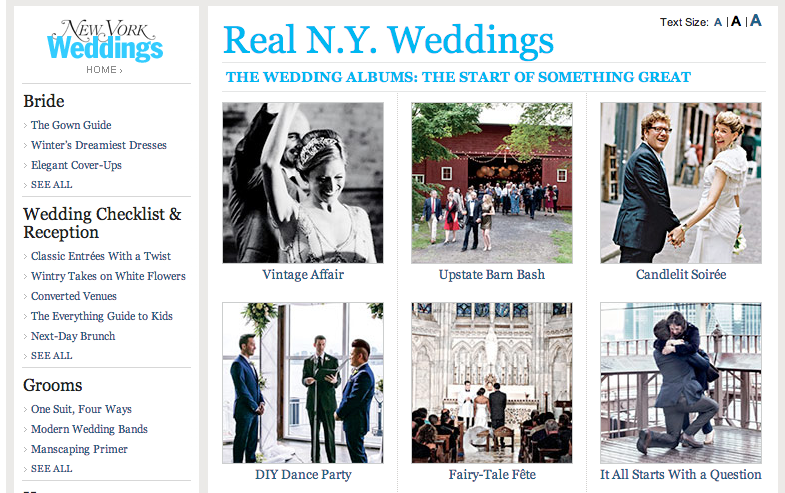 New York
Weddings
HOME ›
Bride
› The Gown Guide
› Winter's Dreamiest Dresses
› Elegant Cover-Ups
› SEE ALL
Wedding Checklist &
Reception
› Classic Entrées With a Twist
› Wintry Takes on White Flowers
› Converted Venues
› The Everything Guide to Kids
› Next-Day Brunch
› SEE ALL
Grooms
› One Suit, Four Ways
› Modern Wedding Bands
› Manscaping Primer
› SEE ALL
Text Size: A | A | A
Real N.Y. Weddings
THE WEDDING ALBUMS: THE START OF SOMETHING GREAT
Vintage Affair
Upstate Barn Bash
Candlelit Soirée
DIY Dance Party
Fairy-Tale Fête
It All Starts With a Question